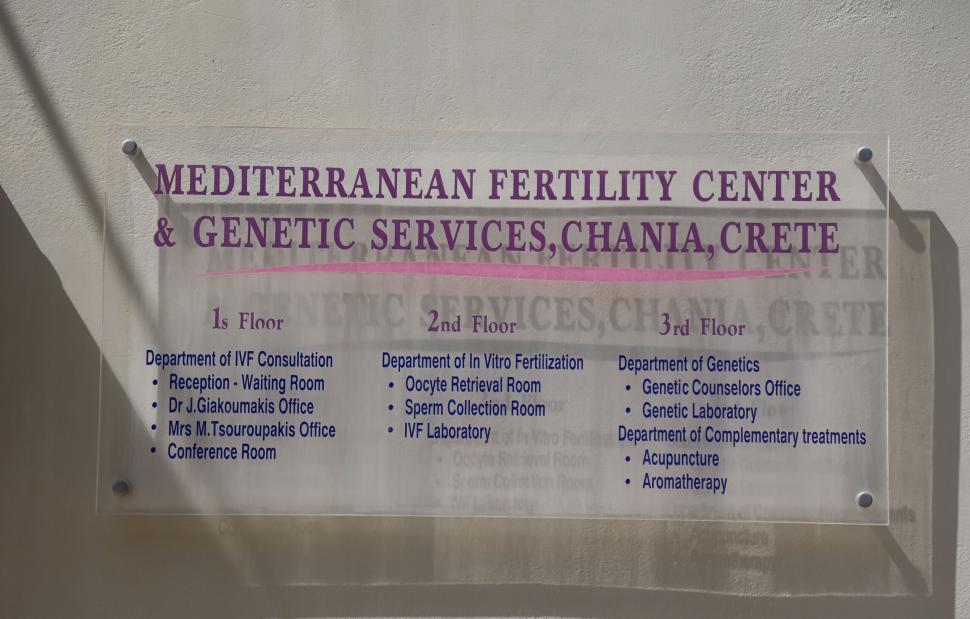 MEDITERRANEAN FERTILITY CENTER
& GENETIC SERVICES,CHANIA,CRETE
1s Floor
Department of IVF Consultation
• Reception - Waiting Room
• Dr J.Giakoumakis Office
• Mrs M.Tsouroupakis Office
• Conference Room
2nd Floor
Department of In Vitro Fertilization
• Oocyte Retrieval Room
• Sperm Collection Room
• IVF Laboratory
3rd Floor
Department of Genetics
• Genetic Counselors Office
• Genetic Laboratory
Department of Complementary treatments
• Acupuncture
• Aromatherapy